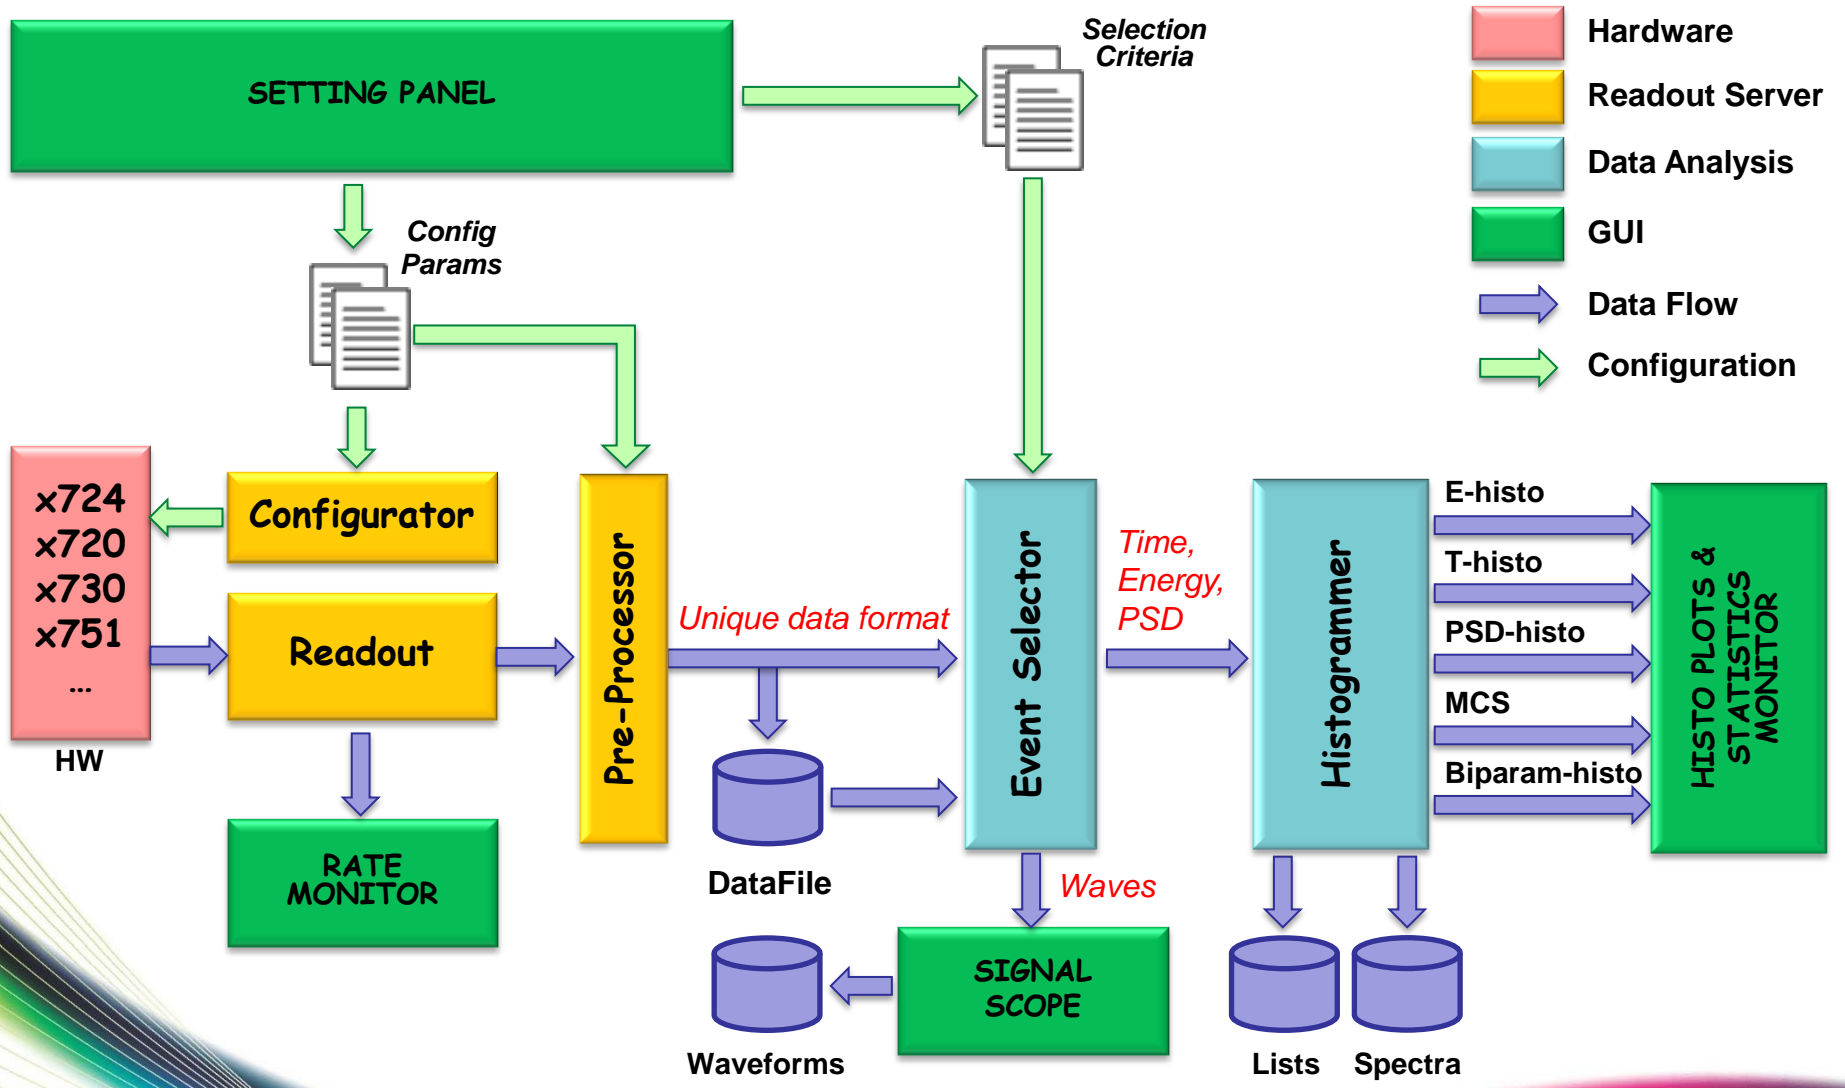 SETTING PANEL
Selection
Criteria
Hardware
Readout Server
Data Analysis
GUI
Data Flow
Configuration
Config
Params
x724
x720
x730
x751
...
HW
Configurator
Readout
RATE
MONITOR
Pre-Processor
Unique data format
DataFile
Event Selector
Time,
Energy,
PSD
Waves
SIGNAL
SCOPE
Waveforms
Histogrammer
E-histo
T-histo
PSD-histo
MCS
Biparam-histo
HISTO PLOTS &
STATISTICS
MONITOR
Lists
Spectra